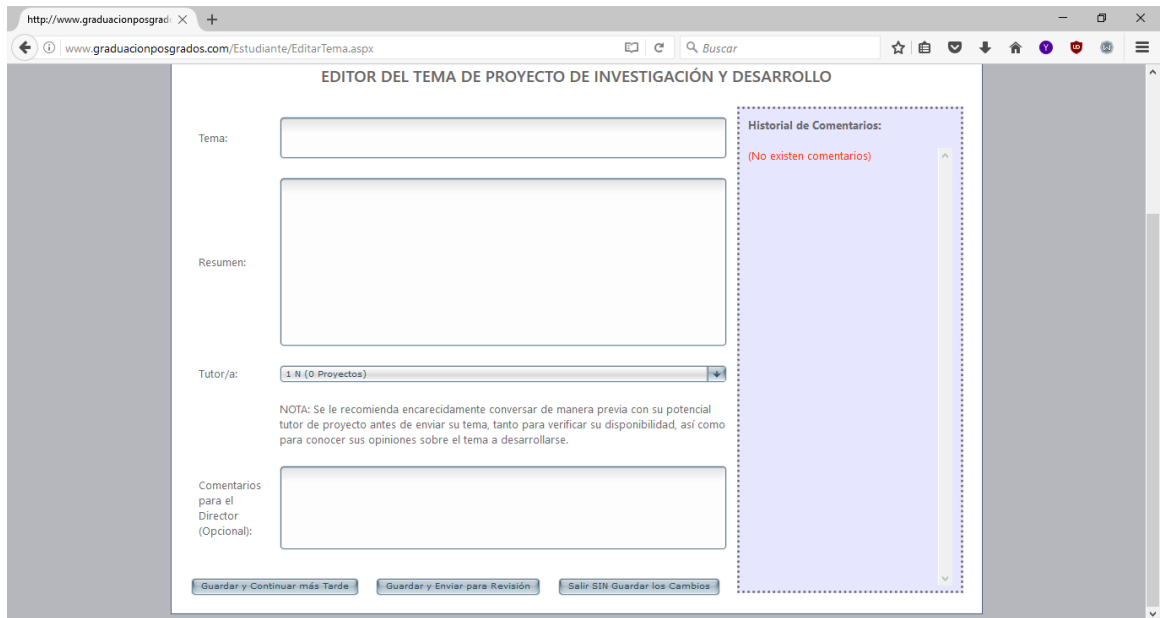 http://www.graduacionposgrad
www.graduacionposgrados.com/Estudiante/EditarTema.aspx
Buscar
EDITOR DEL TEMA DE PROYECTO DE INVESTIGACIÓN Y DESARROLLO
Tema:
Resumen:
Tutor/a:
1 N (0 Proyectos)
NOTA: Se le recomienda encarecidamente conversar de manera previa con su potencial
tutor de proyecto antes de enviar su tema, tanto para verificar su disponibilidad, así como
para conocer sus opiniones sobre el tema a desarrollarse.
Comentarios
para el
Director
(Opcional):
Guardar y Continuar más Tarde
Guardar y Enviar para Revisión
Salir SIN Guardar los Cambios
Historial de Comentarios:
(No existen comentarios)